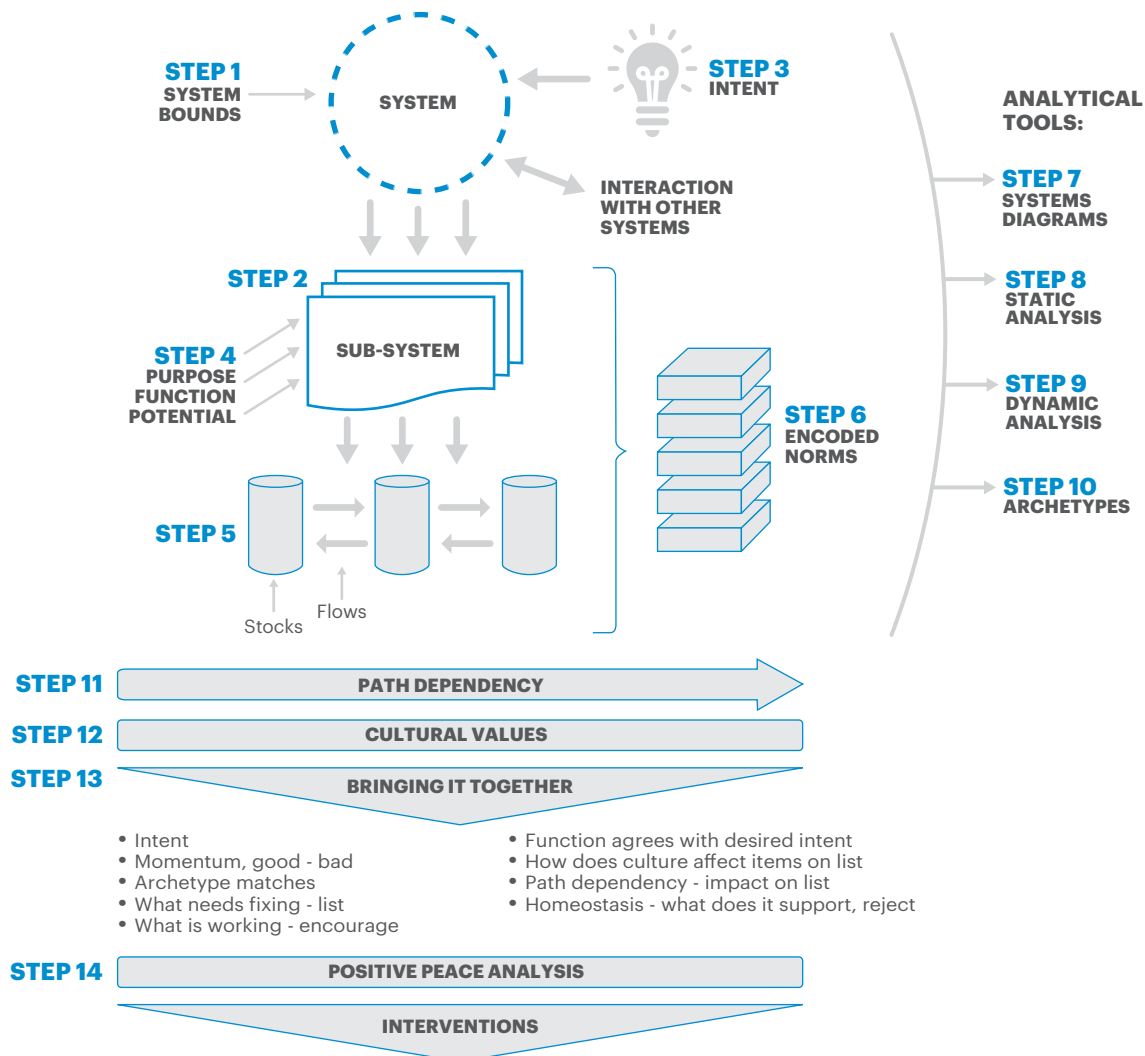 STEP 1
SYSTEM
BOUNDS
SYSTEM
STEP 3
INTENT
INTERACTION
WITH OTHER
SYSTEMS
STEP 2
SUB-SYSTEM
STEP 4
PURPOSE
FUNCTION
POTENTIAL
STEP 5
Stocks
Flows
STEP 6
ENCODED
NORMS
ANALYTICAL
TOOLS:
STEP 7
SYSTEMS
DIAGRAMS
STEP 8
STATIC
ANALYSIS
STEP 9
DYNAMIC
ANALYSIS
STEP 10
ARCHETYPES
STEP 11
PATH DEPENDENCY
STEP 12
CULTURAL VALUES
STEP 13
BRINGING IT TOGETHER
• Intent
• Momentum, good - bad
• Archetype matches
• What needs fixing - list
• What is working - encourage
• Function agrees with desired intent
• How does culture affect items on list
• Path dependency - impact on list
• Homeostasis - what does it support, reject
STEP 14
POSITIVE PEACE ANALYSIS
INTERVENTIONS